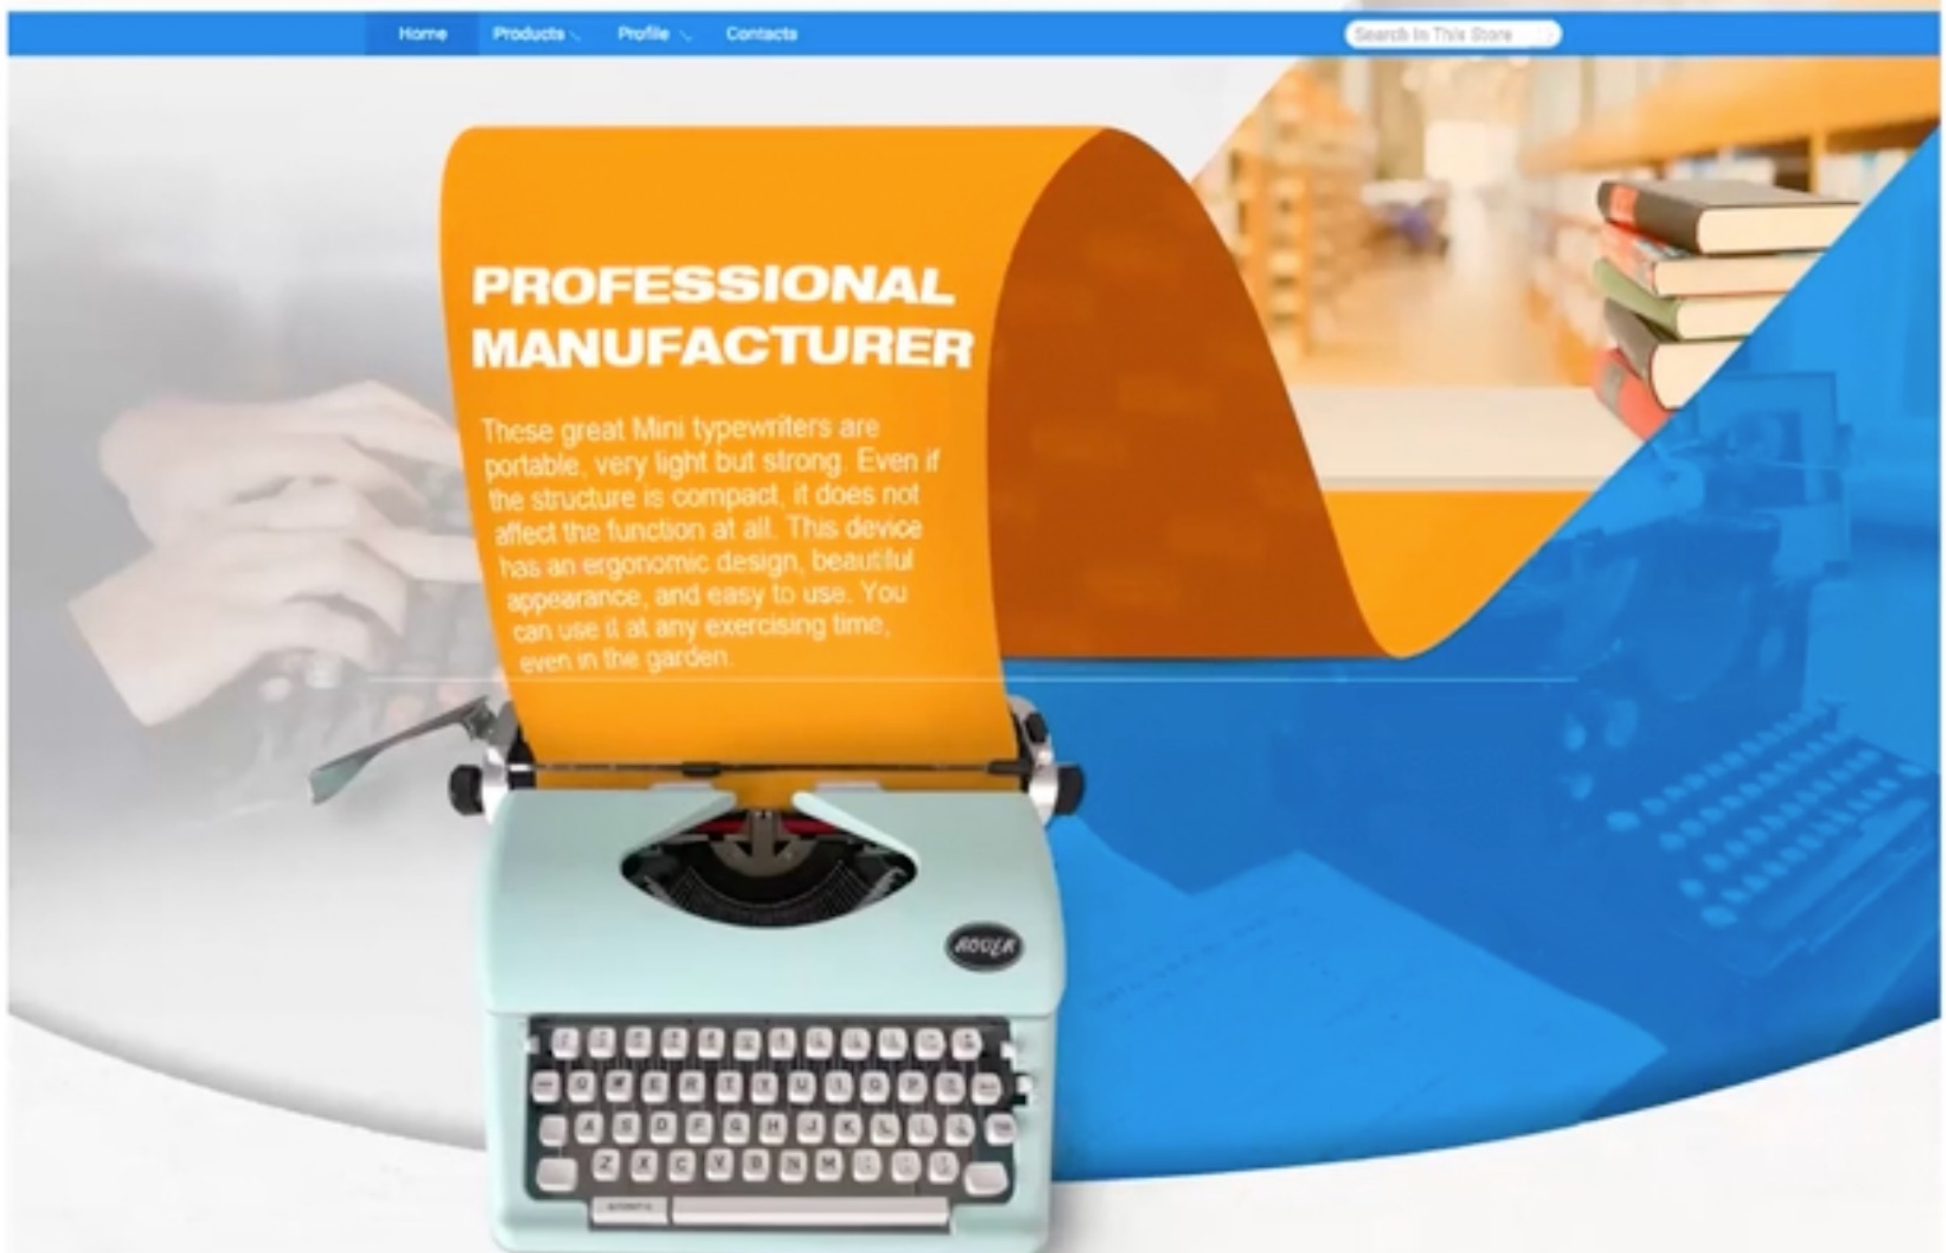 Home Products Profile Contacts Search In This Store
PROFESSIONAL
MANUFACTURER
These great Mini typewriters are
portable, very light but strong. Even if
the structure is compact, it does not
affect the function at all. This device
has an ergonomic design, beautiful
appearance, and easy to use. You
can use it at any exercising time,
even in the garden.
Q W E R T Y U I O P
A S D F G H J K L
Z X C V B N M